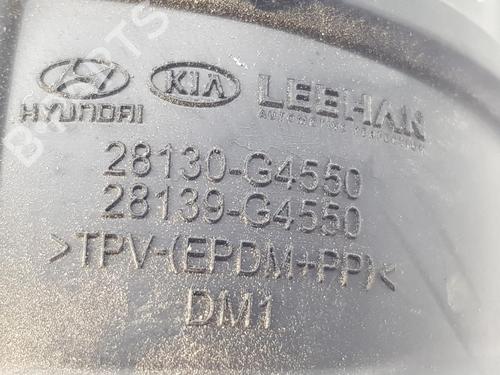 HYUNDAI KIA LEEHAN
28130-G4550
28139-G4550
>TPV-(EPDM+PP)<
DM1